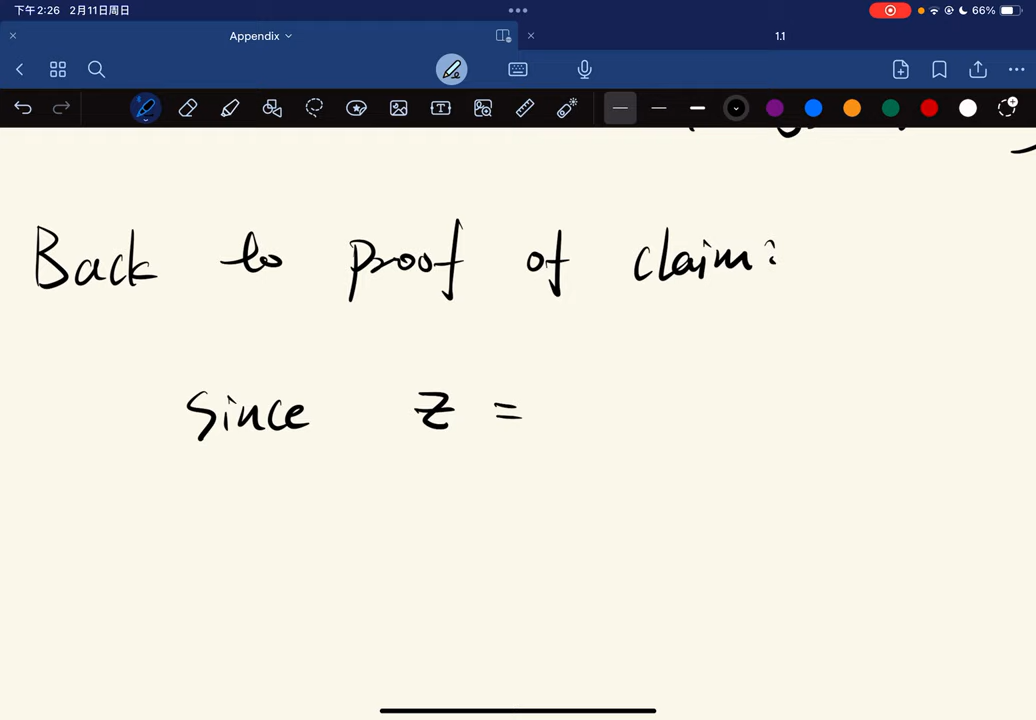 下午2:26 2月11日周日 66%
Appendix 1.1
Back to proof of claim:
Since z =